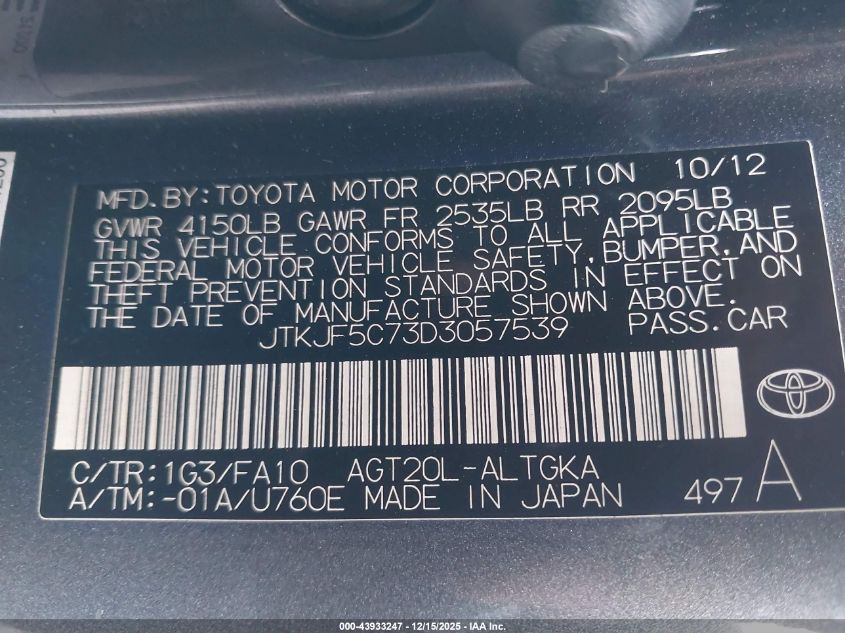 MFD.BY:TOYOTA MOTOR CORPORATION 10/12
GVWR 4150LB GAWR FR 2535LB RR 2095LB
THIS VEHICLE CONFORMS TO ALL APPLICABLE
FEDERAL MOTOR VEHICLE SAFETY,BUMPER,AND
THEFT PREVENTION STANDARDS IN EFFECT ON
THE DATE OF MANUFACTURE SHOWN ABOVE.
JTKJF5C73D3057539 PASS.CAR
C/TR:1G3/FA10 AGT20L-ALTGKA
A/TM:-01A/U760E MADE IN JAPAN 497 A
000-43933247 - 12/15/2025 - IAA Inc.